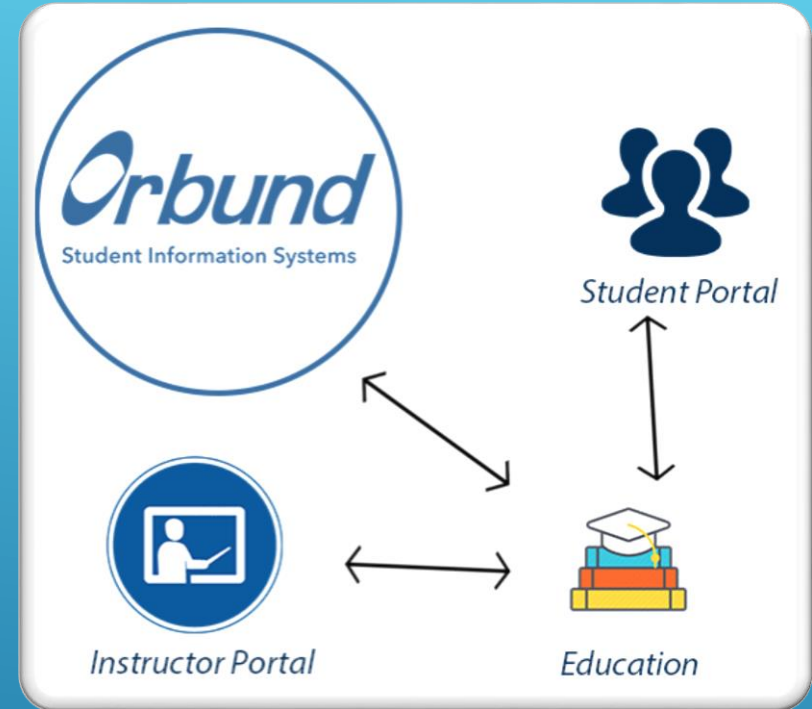 Orbund
Student Information Systems
Student Portal
Instructor Portal
Education